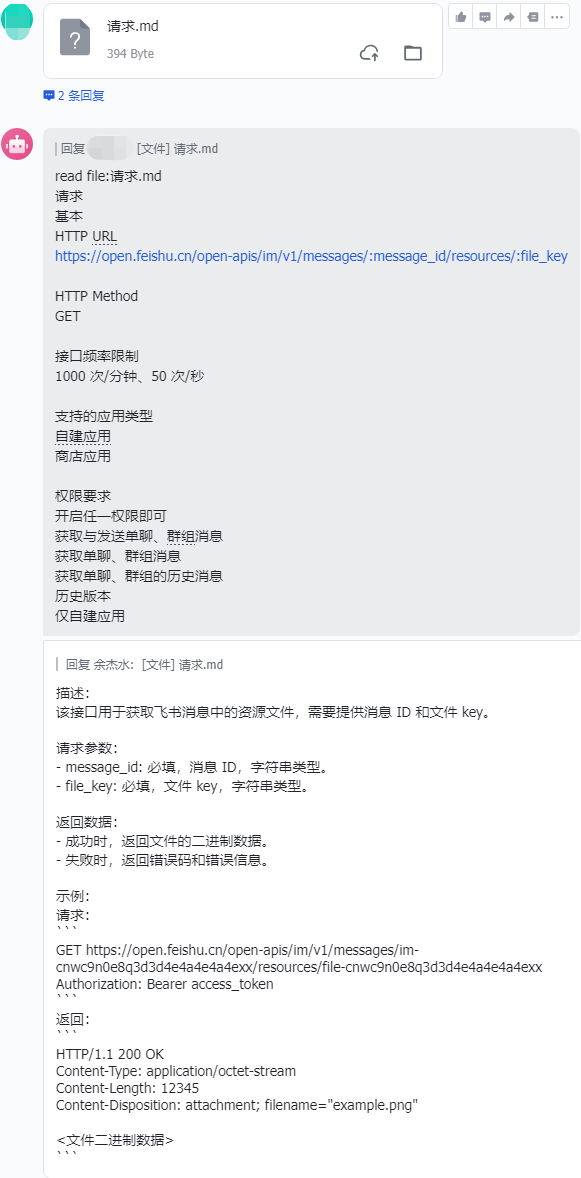 请求.md
394 Byte
2 条回复
回复 [文件] 请求.md
read file:请求.md
请求
基本
HTTP URL
https://open.feishu.cn/open-apis/im/v1/messages/:message_id/resources/:file_key
HTTP Method
GET
接口频率限制
1000 次/分钟、50 次/秒
支持的应用类型
自建应用
商店应用
权限要求
开启任一权限即可
获取与发送单聊、群组消息
获取单聊、群组消息
获取单聊、群组的历史消息
历史版本
仅自建应用
回复 余杰水：[文件] 请求.md
描述：
该接口用于获取飞书消息中的资源文件，需要提供消息 ID 和文件 key。
请求参数：
- message_id: 必填，消息 ID，字符串类型。
- file_key: 必填，文件 key，字符串类型。
返回数据：
- 成功时，返回文件的二进制数据。
- 失败时，返回错误码和错误信息。
示例：
请求：
```
GET https://open.feishu.cn/open-apis/im/v1/messages/im-
cnwc9n0e8q3d3d4e4a4e4a4exx/resources/file-cnwc9n0e8q3d3d4e4a4e4a4exx
Authorization: Bearer access_token
```
返回：
```
HTTP/1.1 200 OK
Content-Type: application/octet-stream
Content-Length: 12345
Content-Disposition: attachment; filename="example.png"
<文件二进制数据>
```